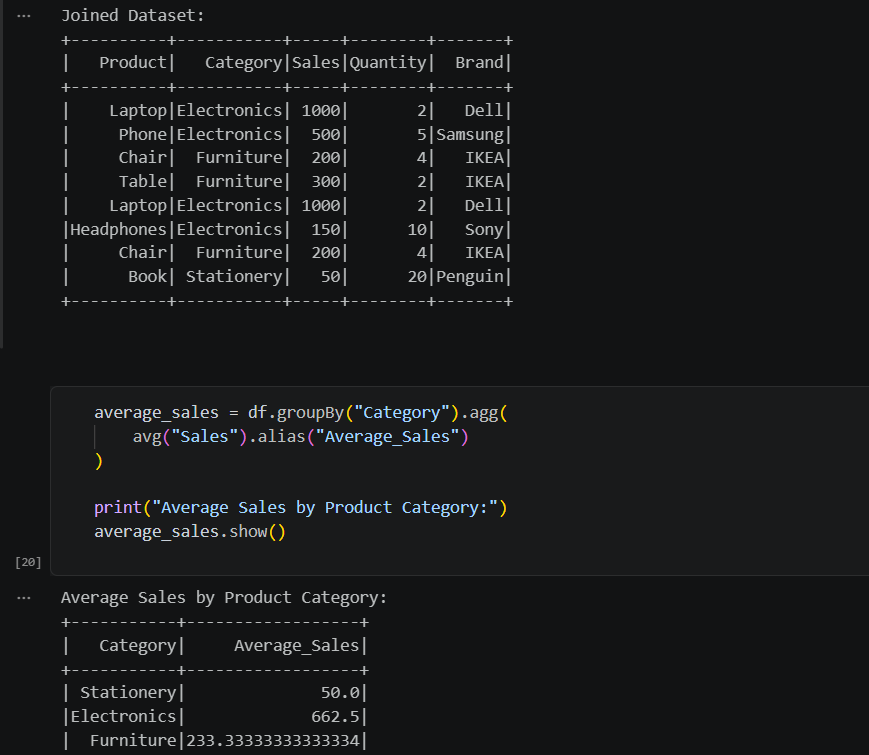 ... Joined Dataset:
+----------+-----------+-----+--------+-------+
|   Product|   Category|Sales|Quantity|  Brand|
+----------+-----------+-----+--------+-------+
|    Laptop|Electronics| 1000|       2|   Dell|
|     Phone|Electronics|  500|       5|Samsung|
|     Chair|  Furniture|  200|       4|   IKEA|
|     Table|  Furniture|  300|       2|   IKEA|
|    Laptop|Electronics| 1000|       2|   Dell|
|Headphones|Electronics|  150|      10|   Sony|
|     Chair|  Furniture|  200|       4|   IKEA|
|      Book| Stationery|   50|      20|Penguin|
+----------+-----------+-----+--------+-------+
average_sales = df.groupBy("Category").agg(
    avg("Sales").alias("Average_Sales")
)
print("Average Sales by Product Category:")
average_sales.show()
[20]
... Average Sales by Product Category:
+-----------+------------------+
|   Category|     Average_Sales|
+-----------+------------------+
| Stationery|              50.0|
|Electronics|             662.5|
|  Furniture|233.33333333333334|